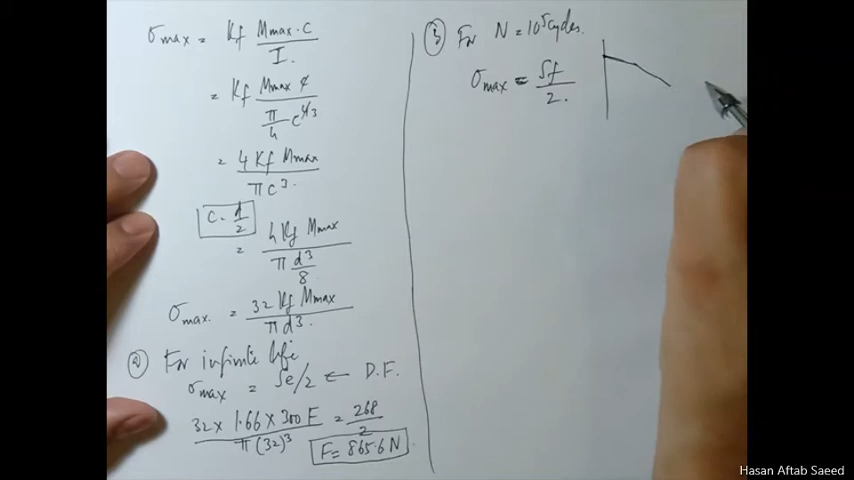 σmax = Kf Mmax·c / I.
= Kf Mmax c / π/4 c⁴/³
= 4 Kf Mmax / π c³.
c = d/2
= 4 Kf Mmax / π d³/8
σmax. = 32 Kf Mmax / π d³.
a) For infinite life
σmax = Se/2 ← D.F.
32 × 1.66 × 300 F / π (32)³ = 268 / 2
F = 865.6 N
b) For N = 10⁵ cycles.
σmax = Sf / 2.
Hasan Aftab Saeed